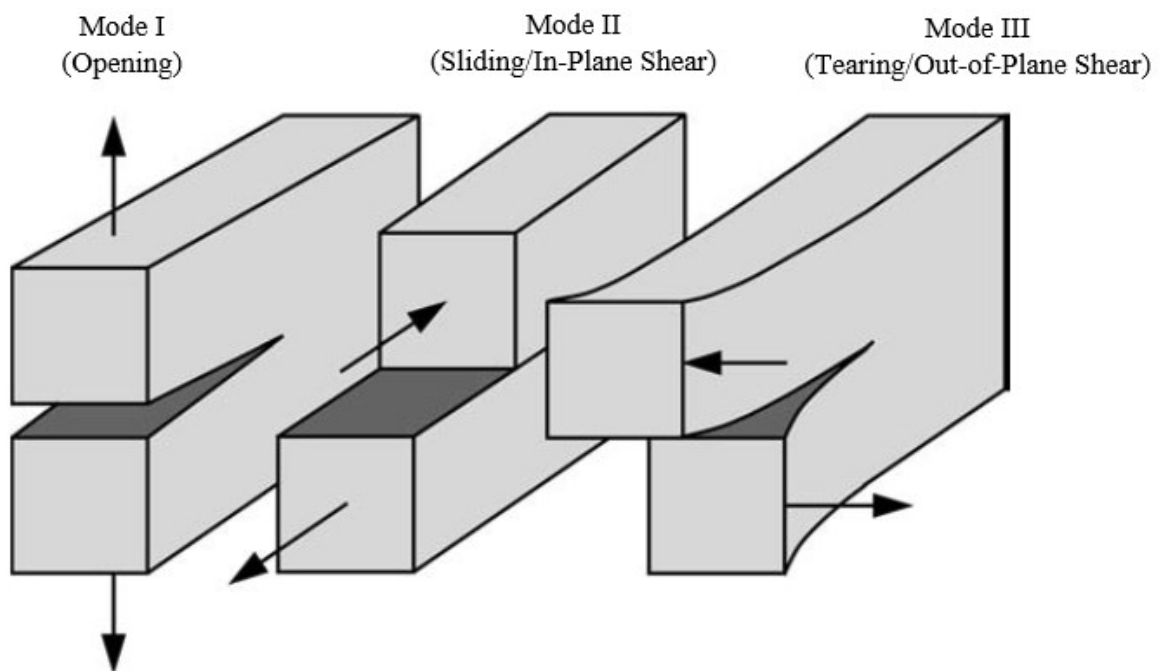 Mode I
(Opening)
Mode II
(Sliding/In-Plane Shear)
Mode III
(Tearing/Out-of-Plane Shear)